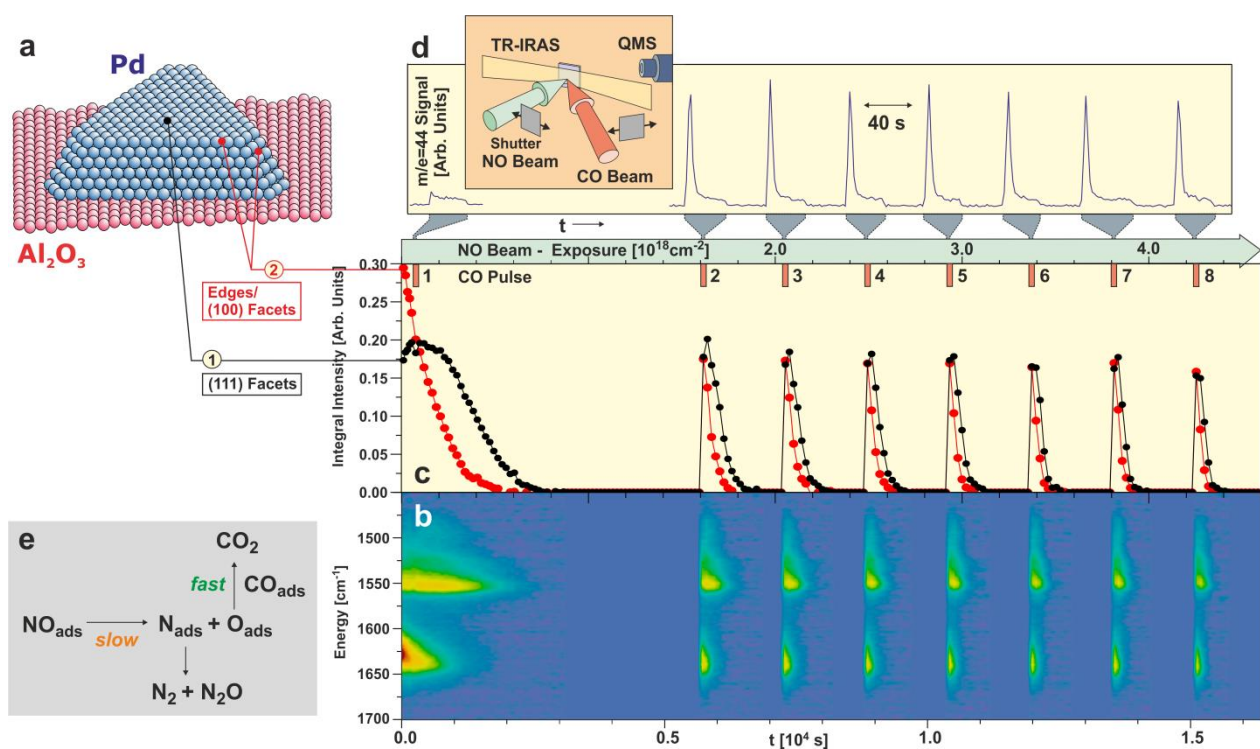 a
Pd
Al₂O₃
2
Edges/
(100) Facets
1
(111) Facets
d
TR-IRAS
QMS
Shutter
NO Beam
CO Beam
m/e=44 Signal
[Arb. Units]
40 s
t
NO Beam - Exposure [10¹⁸cm⁻²]
2.0
3.0
4.0
CO Pulse
1
2
3
4
5
6
7
8
Integral Intensity [Arb. Units]
0.30
0.25
0.20
0.15
0.10
0.05
0.00
c
b
Energy [cm⁻¹]
1500
1550
1600
1650
1700
0.0
0.5
1.0
1.5
t [10⁴ s]
e
CO₂
fast
COads
NOads
slow
Nads + Oads
N₂ + N₂O